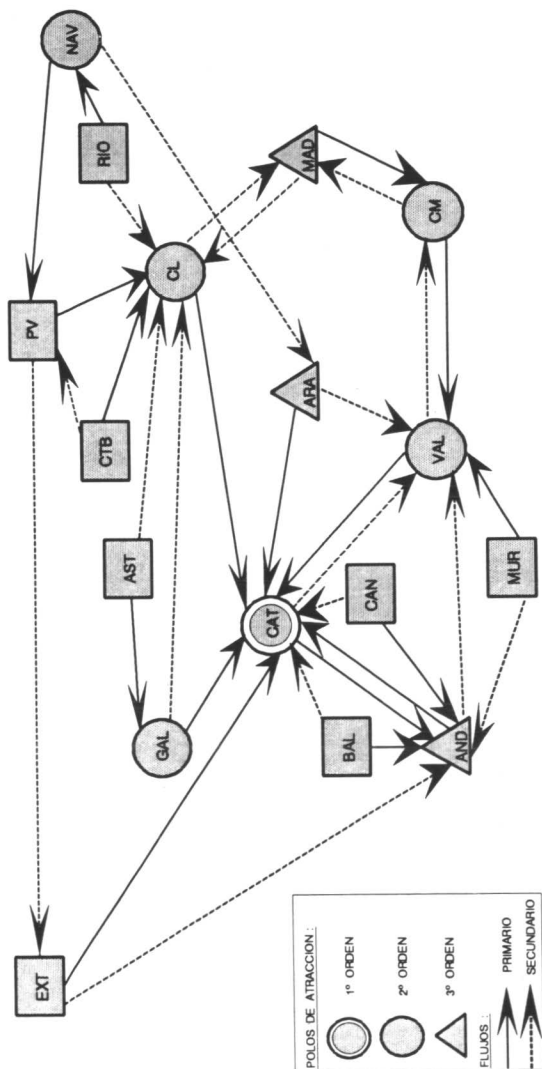 EXT
PV
NAV
RIO
CTB
AST
GAL
CL
MAD
CM
ARA
CAT
VAL
CAN
BAL
MUR
AND
POLOS DE ATRACCION :
1º ORDEN
2º ORDEN
3º ORDEN
FLUJOS :
PRIMARIO
SECUNDARIO